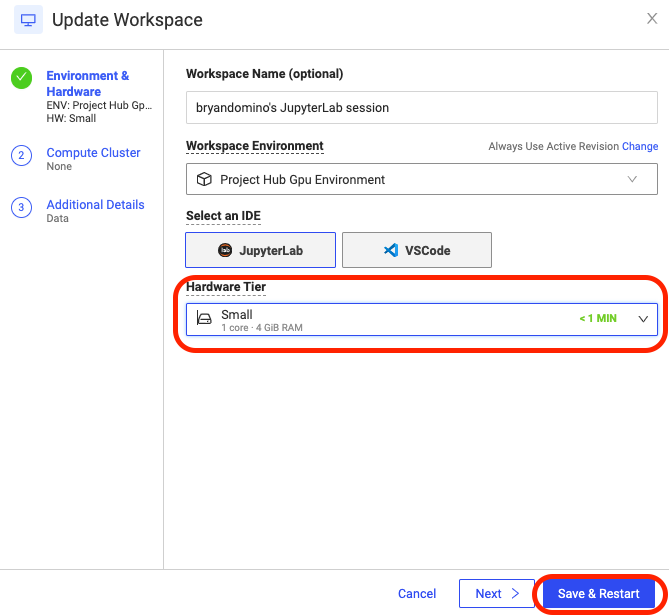 Update Workspace
Environment &
Hardware
ENV: Project Hub Gp...
HW: Small
2
Compute Cluster
None
3
Additional Details
Data
Workspace Name (optional)
bryandomino's JupyterLab session
Workspace Environment
Always Use Active Revision Change
Project Hub Gpu Environment
Select an IDE
lab JupyterLab
VSCode
Hardware Tier
Small
1 core · 4 GiB RAM
< 1 MIN
Cancel
Next
Save & Restart